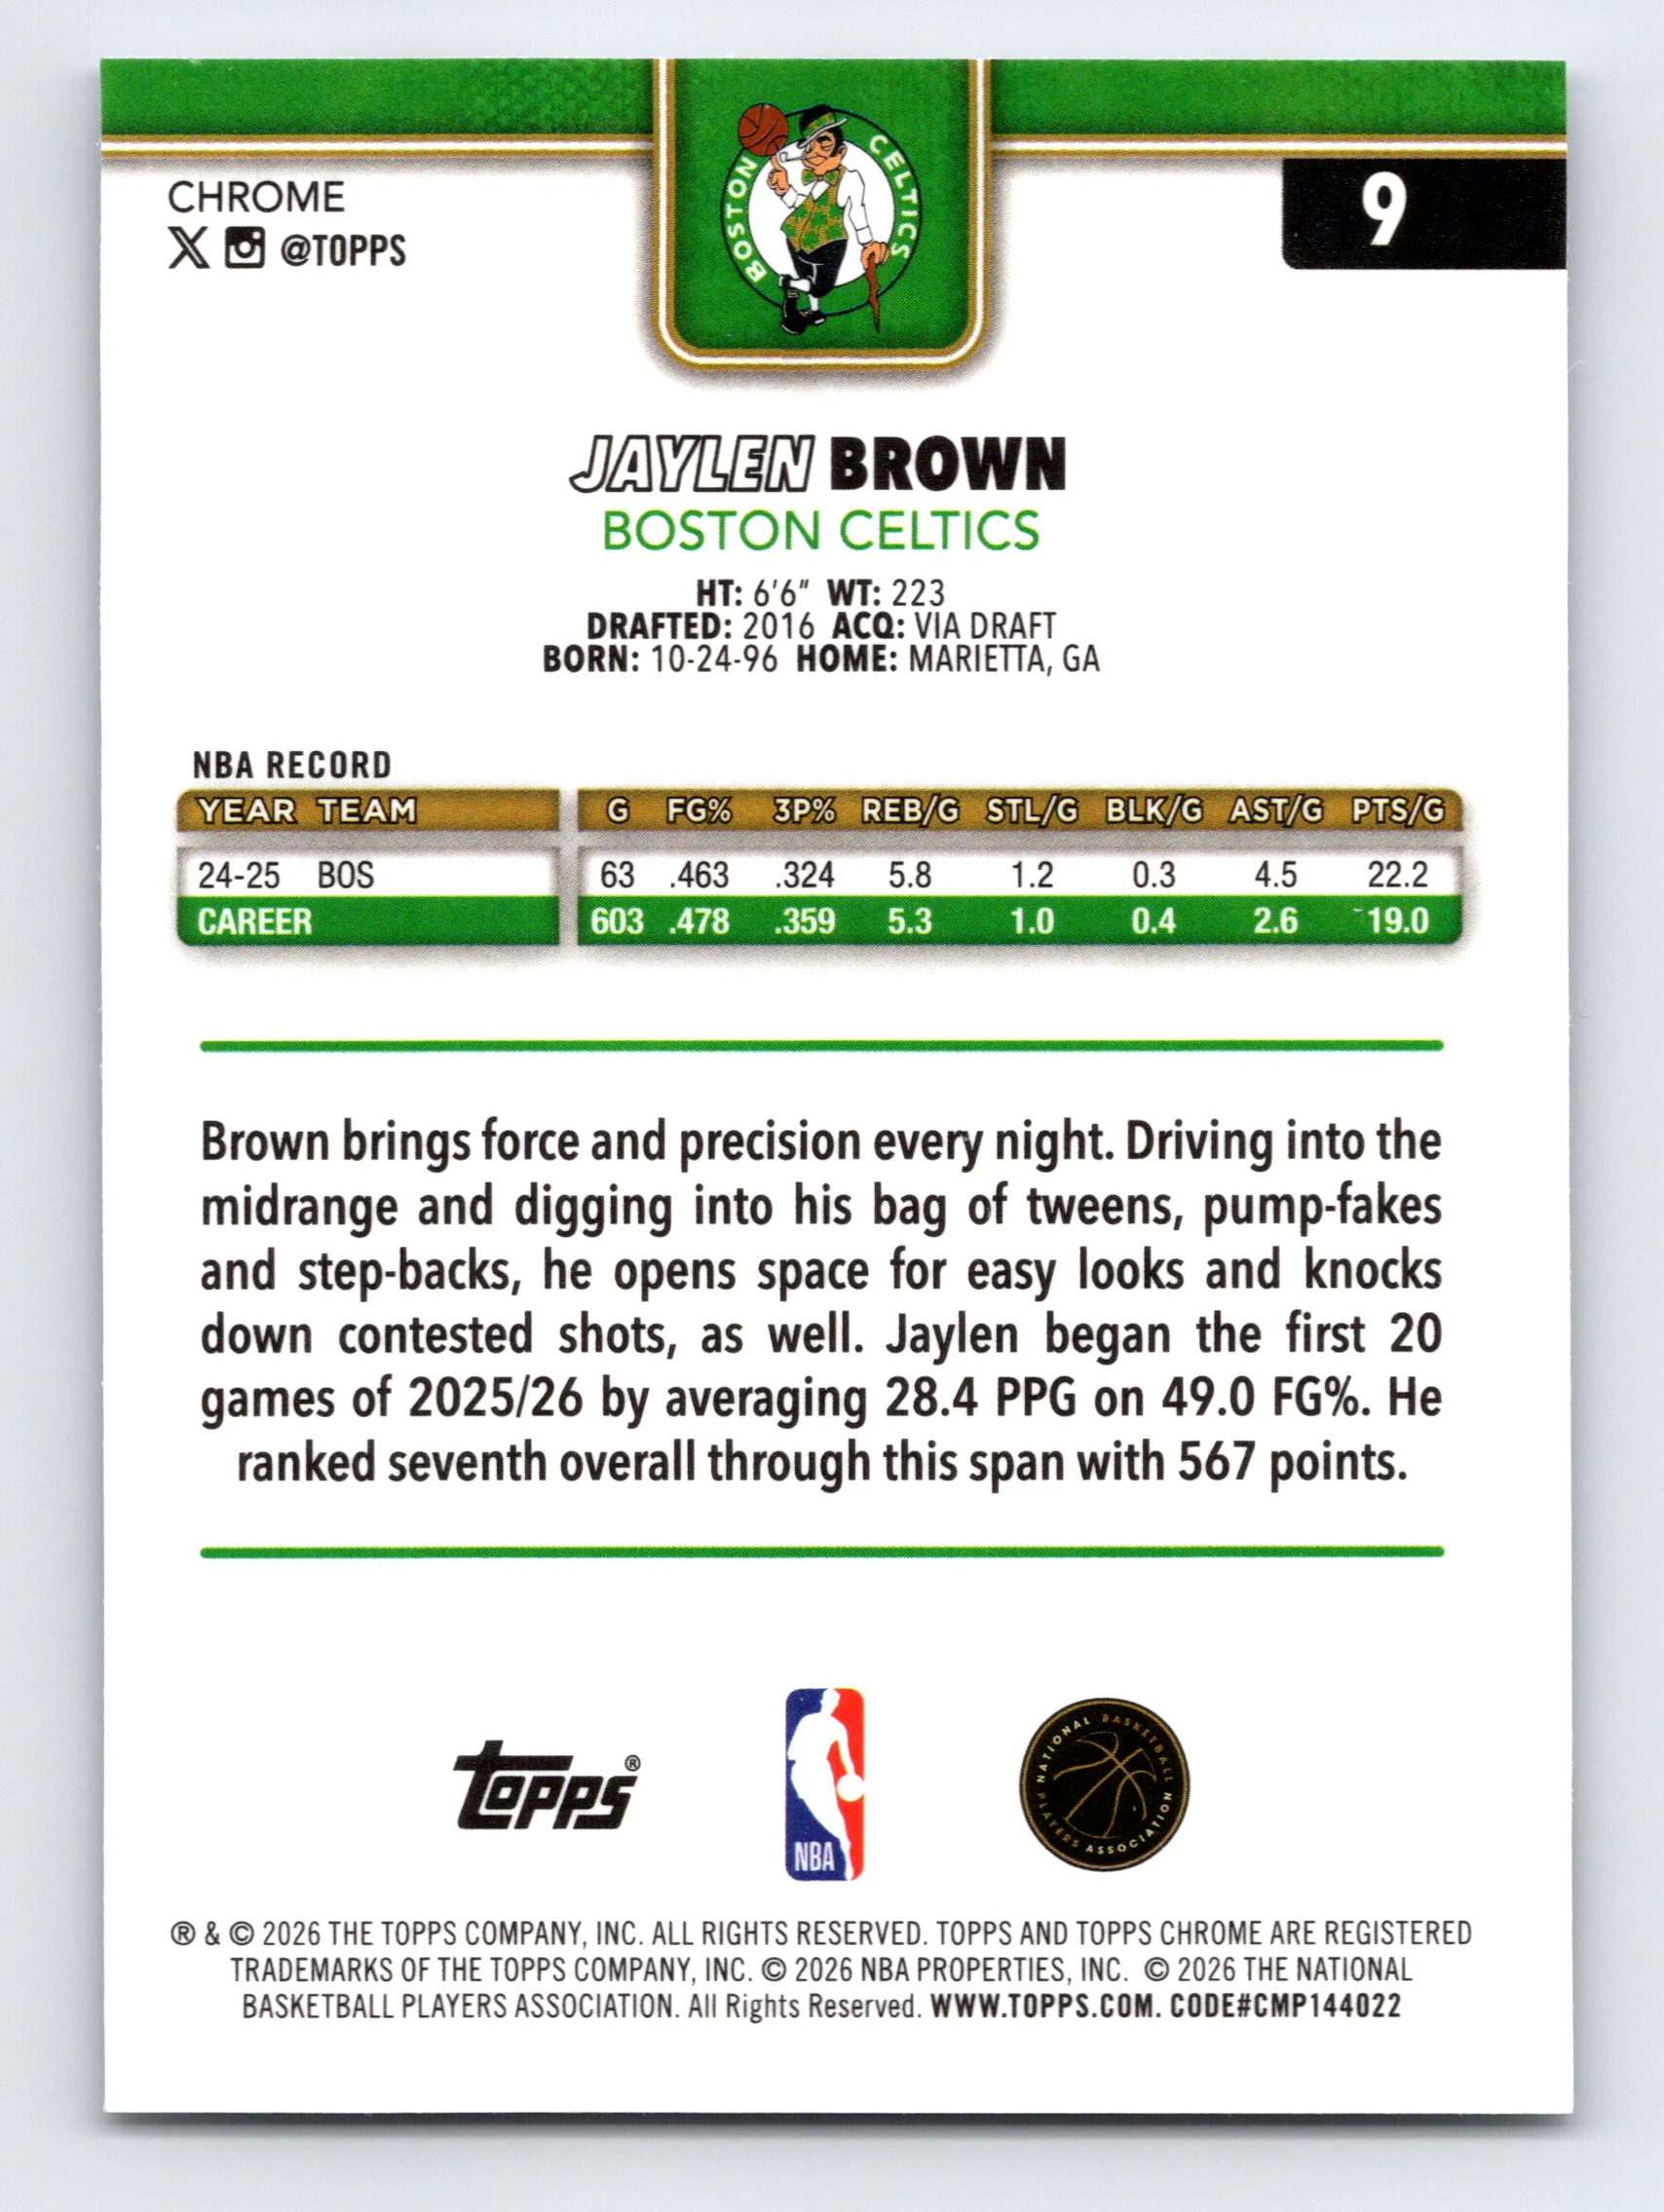 BOSTON CELTICS
CHROME
9
X @TOPPS
JAYLEN BROWN
BOSTON CELTICS
HT: 6'6" WT: 223
DRAFTED: 2016 ACQ: VIA DRAFT
BORN: 10-24-96 HOME: MARIETTA, GA
NBA RECORD
YEAR TEAM G FG% 3P% REB/G STL/G BLK/G AST/G PTS/G
24-25 BOS 63 .463 .324 5.8 1.2 0.3 4.5 22.2
CAREER 603 .478 .359 5.3 1.0 0.4 2.6 19.0
Brown brings force and precision every night. Driving into the
midrange and digging into his bag of tweens, pump-fakes
and step-backs, he opens space for easy looks and knocks
down contested shots, as well. Jaylen began the first 20
games of 2025/26 by averaging 28.4 PPG on 49.0 FG%. He
ranked seventh overall through this span with 567 points.
topps®
NBA
NATIONAL BASKETBALL PLAYERS ASSOCIATION
® & © 2026 THE TOPPS COMPANY, INC. ALL RIGHTS RESERVED. TOPPS AND TOPPS CHROME ARE REGISTERED
TRADEMARKS OF THE TOPPS COMPANY, INC. © 2026 NBA PROPERTIES, INC. © 2026 THE NATIONAL
BASKETBALL PLAYERS ASSOCIATION. All Rights Reserved. WWW.TOPPS.COM. CODE#CMP144022